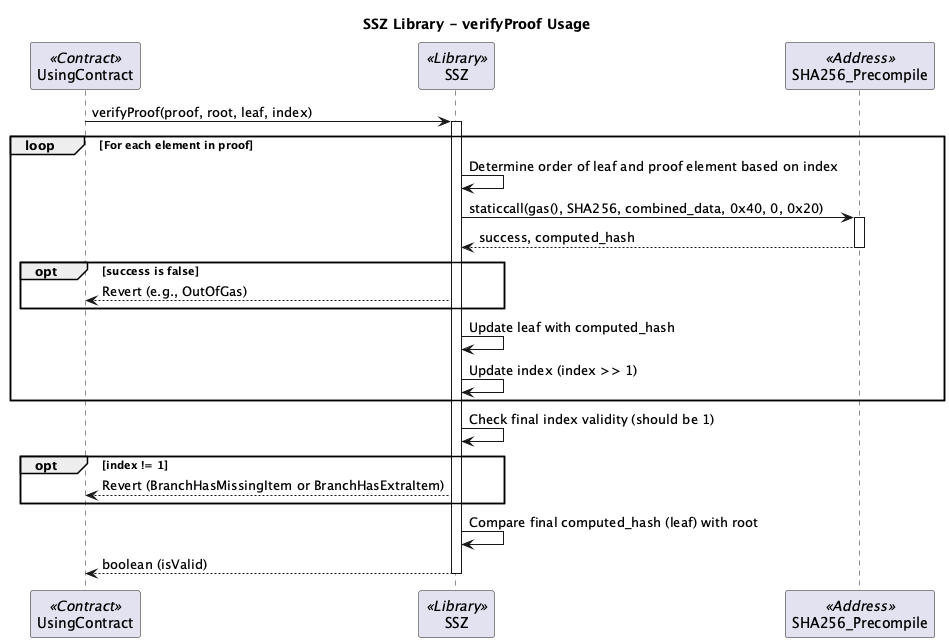 SSZ Library – verifyProof Usage
«Contract» «Library» «Address»
UsingContract SSZ SHA256_Precompile
verifyProof(proof, root, leaf, index)
loop [For each element in proof]
Determine order of leaf and proof element based on index
staticcall(gas(), SHA256, combined_data, 0x40, 0, 0x20)
success, computed_hash
opt [success is false]
Revert (e.g., OutOfGas)
Update leaf with computed_hash
Update index (index >> 1)
Check final index validity (should be 1)
opt [index != 1]
Revert (BranchHasMissingItem or BranchHasExtraItem)
Compare final computed_hash (leaf) with root
boolean (isValid)
«Contract» «Library» «Address»
UsingContract SSZ SHA256_Precompile